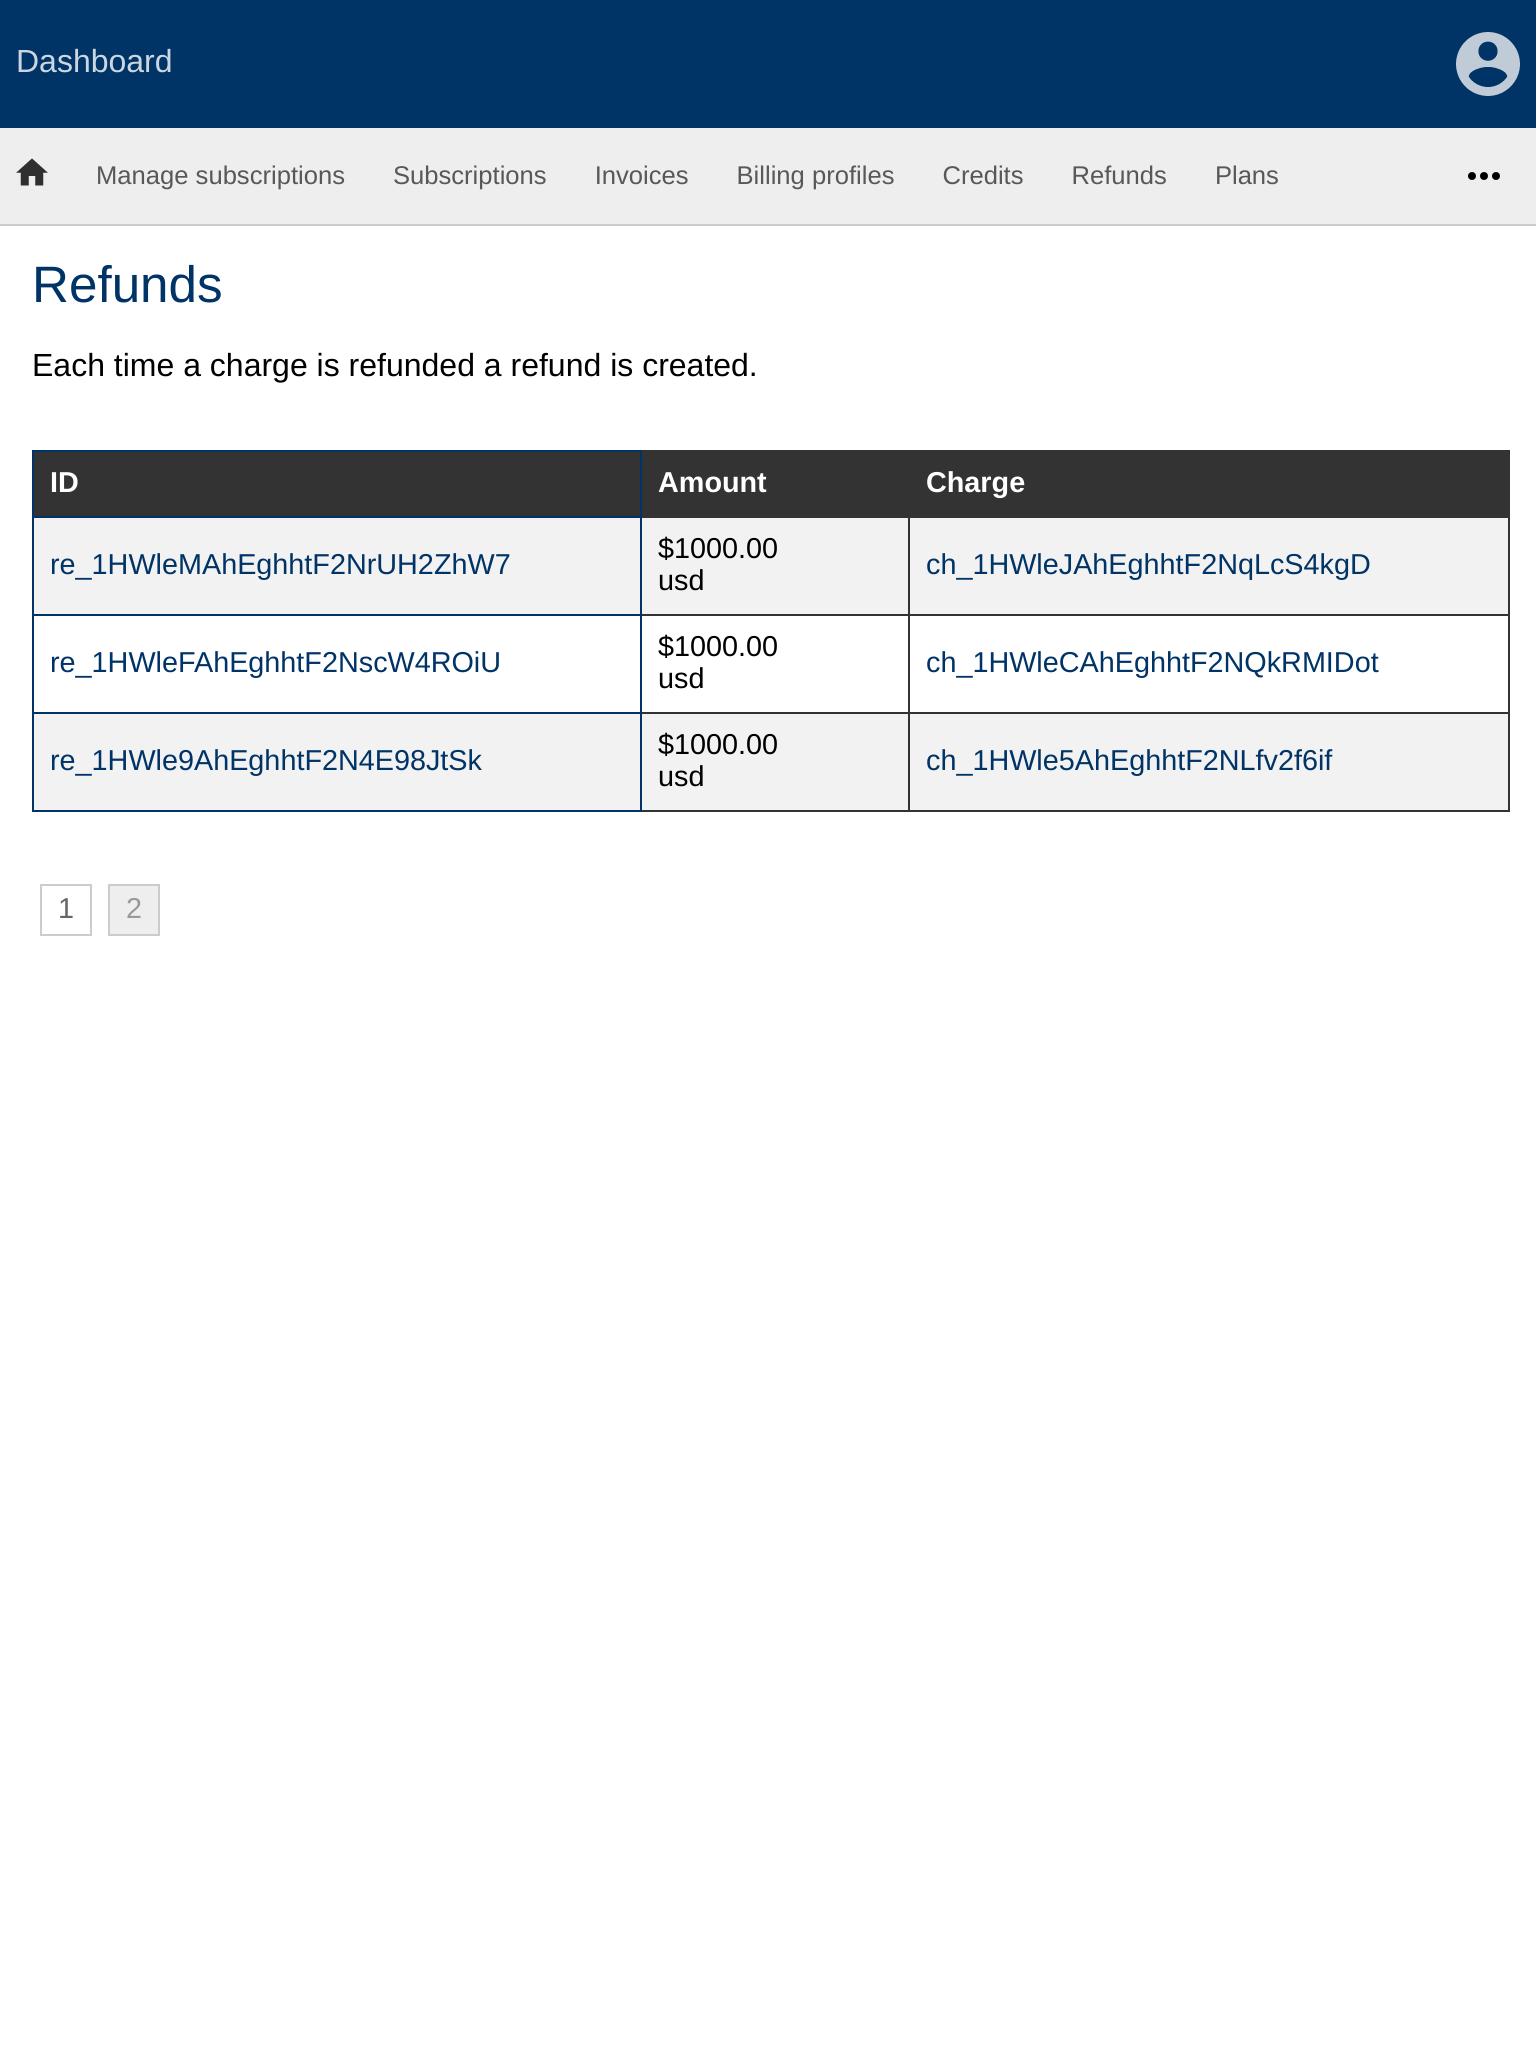 Dashboard
Manage subscriptions Subscriptions Invoices Billing profiles Credits Refunds Plans
Refunds
Each time a charge is refunded a refund is created.
ID Amount Charge
re_1HWleMAhEghhtF2NrUH2ZhW7 $1000.00 ch_1HWleJAhEghhtF2NqLcS4kgD
usd
re_1HWleFAhEghhtF2NscW4ROiU $1000.00 ch_1HWleCAhEghhtF2NQkRMIDot
usd
re_1HWle9AhEghhtF2N4E98JtSk $1000.00 ch_1HWle5AhEghhtF2NLfv2f6if
usd
1 2